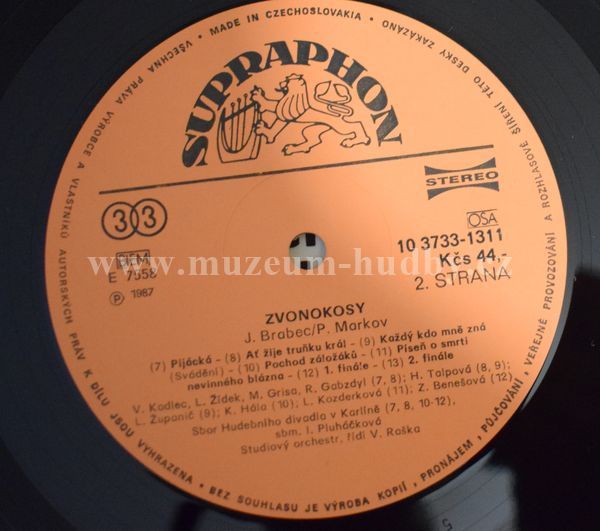 • MADE IN CZECHOSLOVAKIA • VŠECHNA PRÁVA VÝROBCE A VLASTNÍKŮ AUTORSKÝCH PRÁV K DÍLU JSOU VYHRAZENA • BEZ SOUHLASU JE VÝROBA KOPIÍ, PRONÁJEM, PŮJČOVÁNÍ, VEŘEJNÉ PROVOZOVÁNÍ A ROZHLASOVÉ ŠÍŘENÍ TÉTO DESKY ZAKÁZÁNO
SUPRAPHON
33
STEREO
OSA
E 7558
10 3733-1311
Ⓟ 1987
Kčs 44,-
2. STRANA
www.muzeum-hudby.cz
ZVONOKOSY
J. Brabec/P. Markov
(7) Pijácká - (8) Ať žije truňku král - (9) Každý kdo mně zná
(Svádění) - (10) Pochod záložáků - (11) Píseň o smrti
nevinného blázna - (12) 1. finále - (13) 2. finále
V. Kodlec, L. Žídek, M. Grisa, R. Gabzdyl (7, 8); H. Talpová (8, 9);
L. Županič (9); K. Hála (10); L. Kozderková (11); Z. Benešová (12)
Sbor Hudebního divadla v Karlíně (7, 8, 10-12),
sbm. I. Pluháčková
Studiový orchestr, řídí V. Raška
5